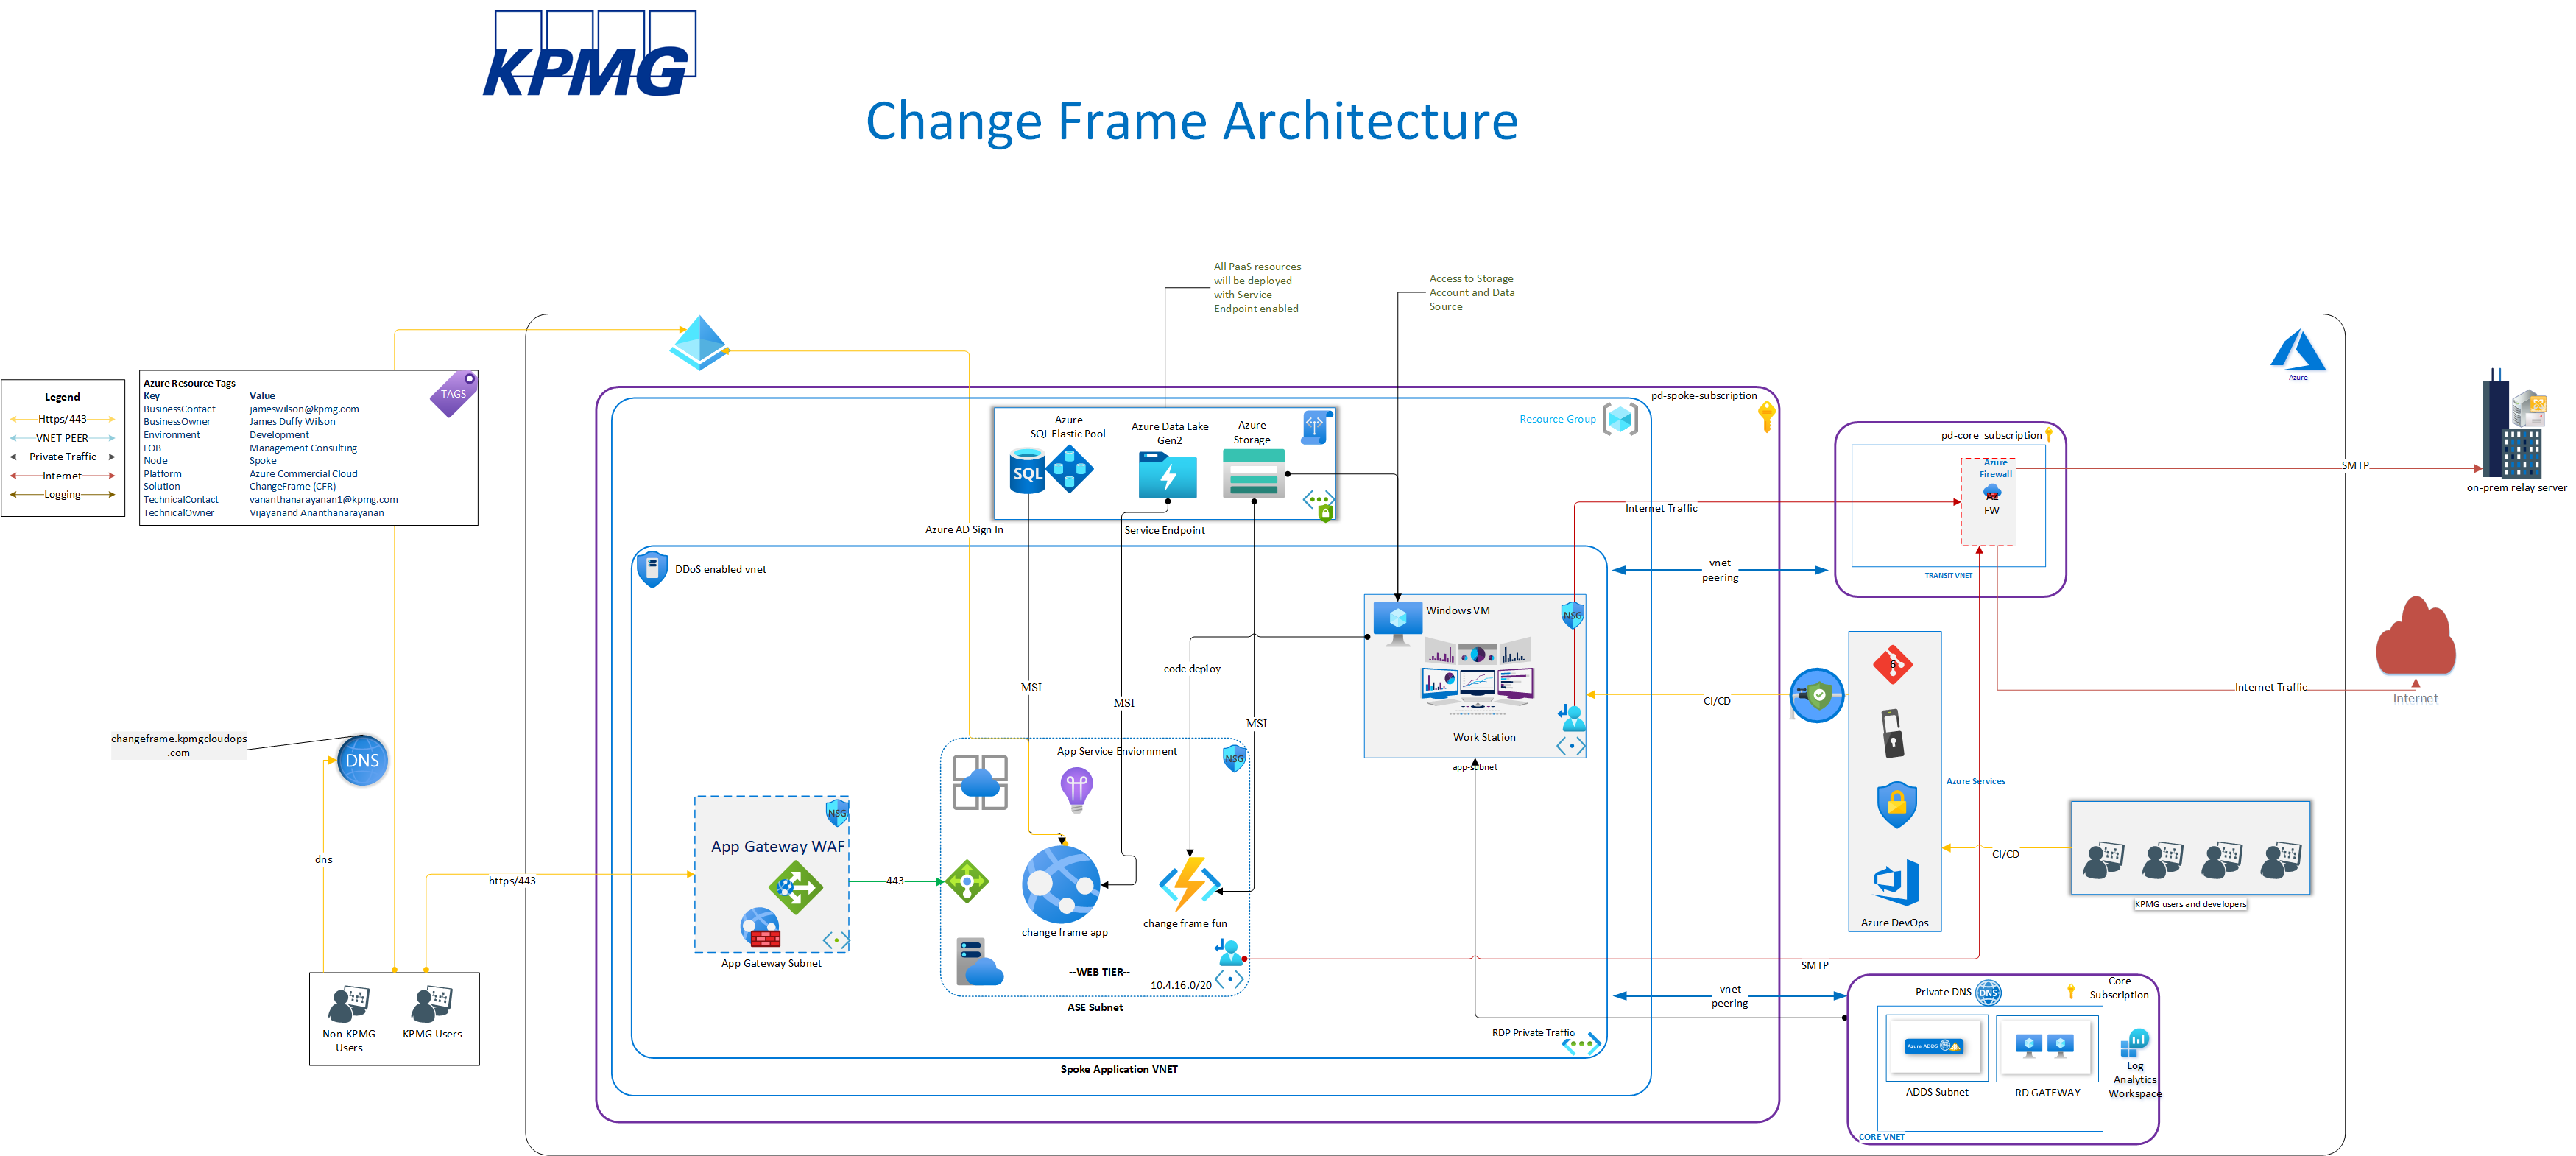 KPMG
Change Frame Architecture
All PaaS resources
will be deployed
with Service
Endpoint enabled
Access to Storage
Account and Data
Source
Legend
Https/443
VNET PEER
Private Traffic
Internet
Logging
Azure Resource Tags
Key Value
BusinessContact jameswilson@kpmg.com
BusinessOwner James Duffy Wilson
Environment Development
LOB Management Consulting
Node Spoke
Platform Azure Commercial Cloud
Solution ChangeFrame (CFR)
TechnicalContact vananthanarayanan1@kpmg.com
TechnicalOwner Vijayanand Ananthanarayanan
TAGS
Azure
pd-spoke-subscription
Resource Group
Azure
SQL Elastic Pool
SQL
Azure Data Lake
Gen2
Azure
Storage
Azure AD Sign In
Service Endpoint
DDoS enabled vnet
pd-core subscription
Azure
Firewall
AZ
FW
TRANSIT VNET
SMTP
on-prem relay server
Internet Traffic
vnet
peering
Windows VM
NSG
code deploy
MSI
MSI
MSI
Work Station
app-subnet
CI/CD
Internet Traffic
Internet
changeframe.kpmgcloudops
.com
DNS
dns
https/443
App Service Enviornment
NSG
NSG
App Gateway WAF
443
App Gateway Subnet
change frame app
change frame fun
--WEB TIER--
10.4.16.0/20
ASE Subnet
6
Azure Services
Azure DevOps
CI/CD
KPMG users and developers
SMTP
vnet
peering
RDP Private Traffic
Spoke Application VNET
Non-KPMG
Users
KPMG Users
Private DNS
DNS
Core
Subscription
Azure ADDS
ADDS Subnet
RD GATEWAY
Log
Analytics
Workspace
CORE VNET